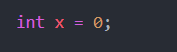 int x = 0;